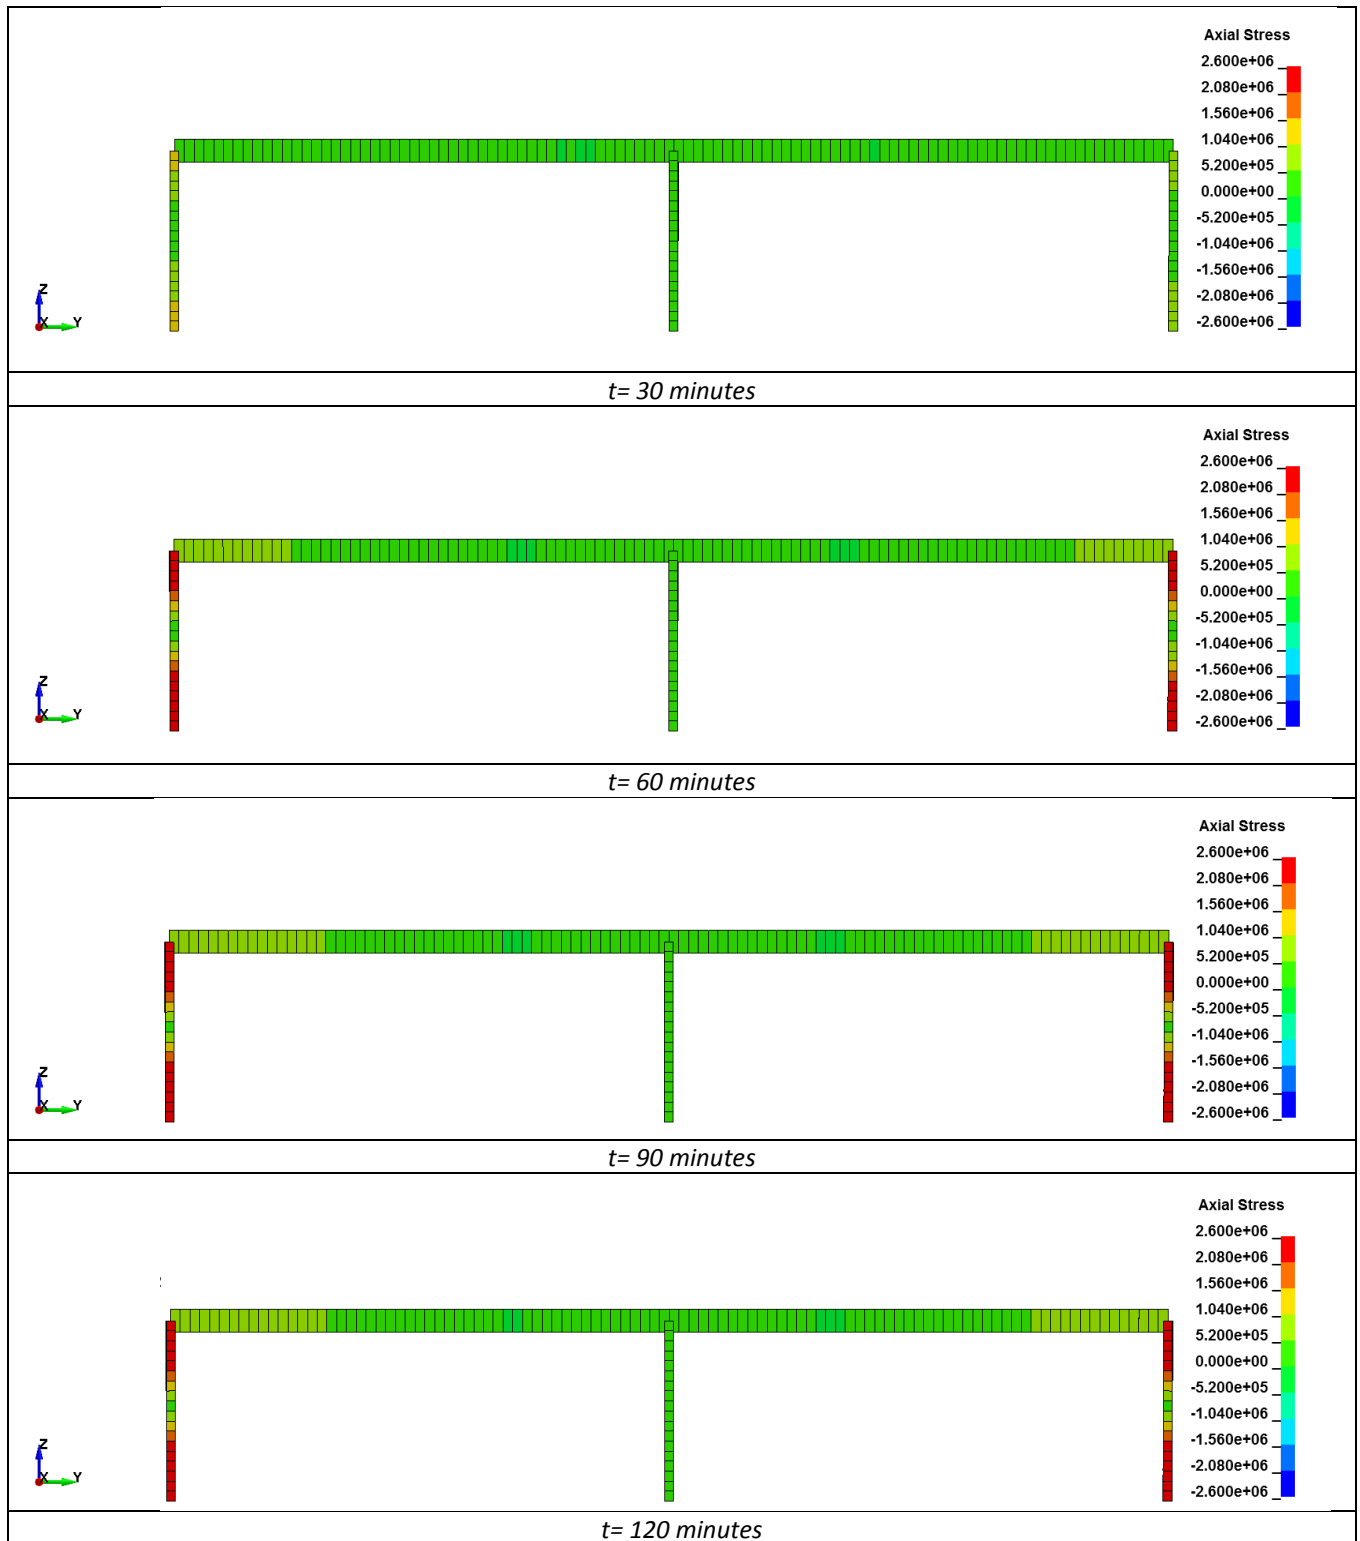 Axial Stress
2.600e+06
2.080e+06
1.560e+06
1.040e+06
5.200e+05
0.000e+00
-5.200e+05
-1.040e+06
-1.560e+06
-2.080e+06
-2.600e+06
Z
X Y
t= 30 minutes
Axial Stress
2.600e+06
2.080e+06
1.560e+06
1.040e+06
5.200e+05
0.000e+00
-5.200e+05
-1.040e+06
-1.560e+06
-2.080e+06
-2.600e+06
Z
X Y
t= 60 minutes
Axial Stress
2.600e+06
2.080e+06
1.560e+06
1.040e+06
5.200e+05
0.000e+00
-5.200e+05
-1.040e+06
-1.560e+06
-2.080e+06
-2.600e+06
Z
X Y
t= 90 minutes
Axial Stress
2.600e+06
2.080e+06
1.560e+06
1.040e+06
5.200e+05
0.000e+00
-5.200e+05
-1.040e+06
-1.560e+06
-2.080e+06
-2.600e+06
Z
X Y
t= 120 minutes